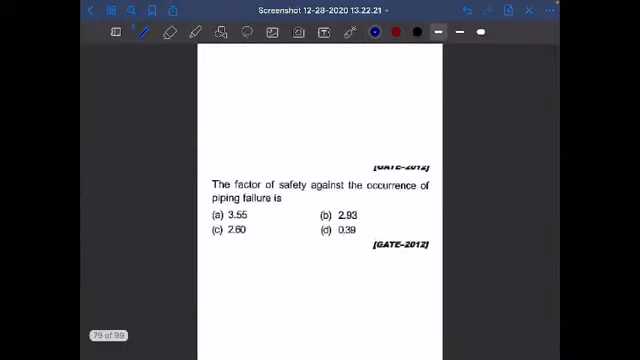 Screenshot 12-28-2020 13.22.21
[GATE-2012]
The factor of safety against the occurrence of
piping failure is
(a) 3.55 (b) 2.93
(c) 2.60 (d) 0.39
[GATE-2012]
79 of 99